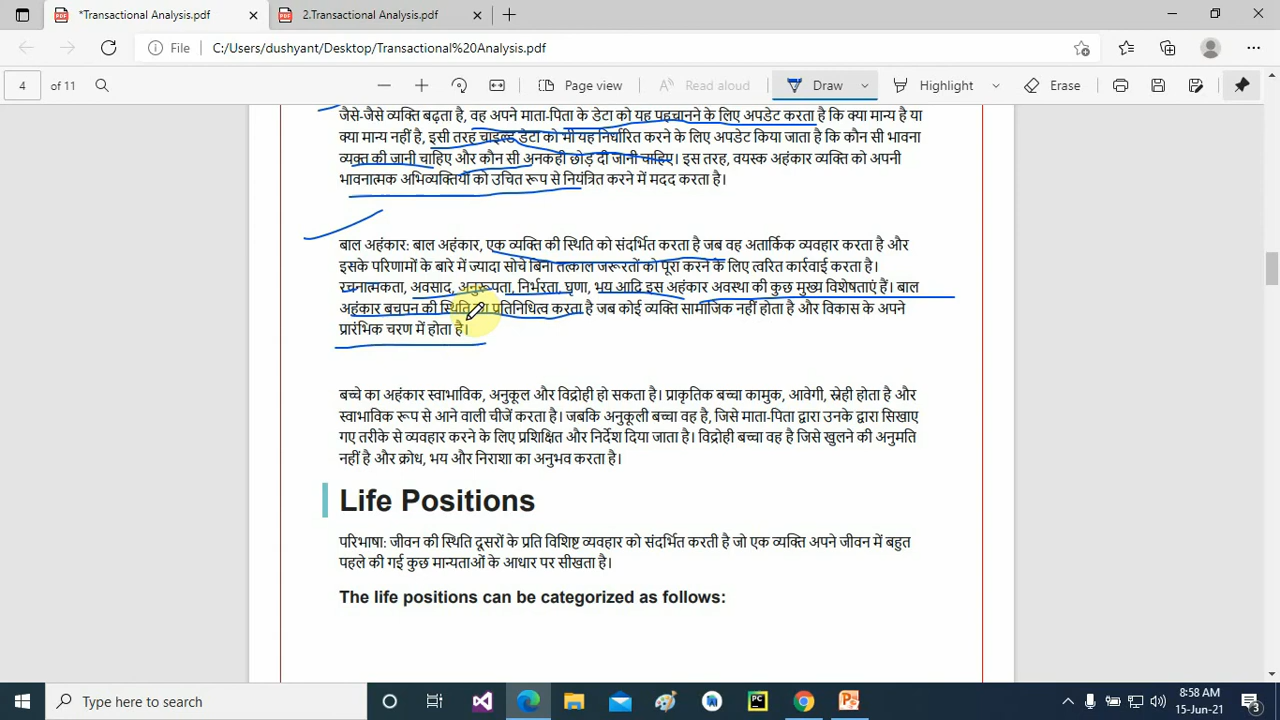 *Transactional Analysis.pdf
2.Transactional Analysis.pdf
File
C:/Users/dushyant/Desktop/Transactional%20Analysis.pdf
4 of 11
Page view
Read aloud
Draw
Highlight
Erase
जैसे-जैसे व्यक्ति बढ़ता है, वह अपने माता-पिता के डेटा को यह पहचानने के लिए अपडेट करता है कि क्या मान्य है या
क्या मान्य नहीं है, इसी तरह चाइल्ड डेटा को भी यह निर्धारित करने के लिए अपडेट किया जाता है कि कौन सी भावना
व्यक्त की जानी चाहिए और कौन सी अनकही छोड़ दी जानी चाहिए। इस तरह, वयस्क अहंकार व्यक्ति को अपनी
भावनात्मक अभिव्यक्तियों को उचित रूप से नियंत्रित करने में मदद करता है।
बाल अहंकार: बाल अहंकार, एक व्यक्ति की स्थिति को संदर्भित करता है जब वह अतार्किक व्यवहार करता है और
इसके परिणामों के बारे में ज्यादा सोचे बिना तत्काल जरूरतों को पूरा करने के लिए त्वरित कार्रवाई करता है।
रचनात्मकता, अवसाद, अनुरूपता, निर्भरता, घृणा, भय आदि इस अहंकार अवस्था की कुछ मुख्य विशेषताएं हैं। बाल
अहंकार बचपन की स्थिति का प्रतिनिधित्व करता है जब कोई व्यक्ति सामाजिक नहीं होता है और विकास के अपने
प्रारंभिक चरण में होता है।
बच्चे का अहंकार स्वाभाविक, अनुकूल और विद्रोही हो सकता है। प्राकृतिक बच्चा कामुक, आवेगी, स्नेही होता है और
स्वाभाविक रूप से आने वाली चीजें करता है। जबकि अनुकूली बच्चा वह है, जिसे माता-पिता द्वारा उनके द्वारा सिखाए
गए तरीके से व्यवहार करने के लिए प्रशिक्षित और निर्देश दिया जाता है। विद्रोही बच्चा वह है जिसे खुलने की अनुमति
नहीं है और क्रोध, भय और निराशा का अनुभव करता है।
Life Positions
परिभाषा: जीवन की स्थिति दूसरों के प्रति विशिष्ट व्यवहार को संदर्भित करती है जो एक व्यक्ति अपने जीवन में बहुत
पहले की गई कुछ मान्यताओं के आधार पर सीखता है।
The life positions can be categorized as follows:
Type here to search
PC
8:58 AM
15-Jun-21
3